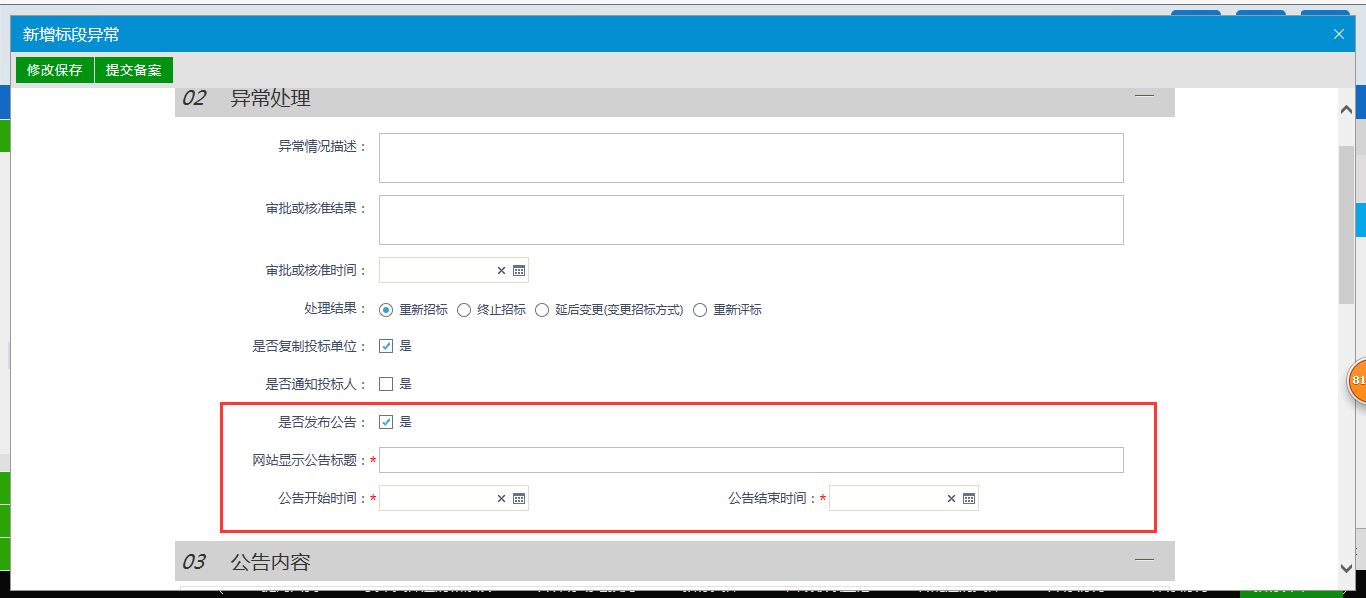 新增标段异常
修改保存 提交备案
02 异常处理
异常情况描述：
审批或核准结果：
审批或核准时间：
处理结果： 重新招标 终止招标 延后变更(变更招标方式) 重新评标
是否复制投标单位： 是
是否通知投标人： 是
是否发布公告： 是
网站显示公告标题：*
公告开始时间：* 公告结束时间：*
81
03 公告内容